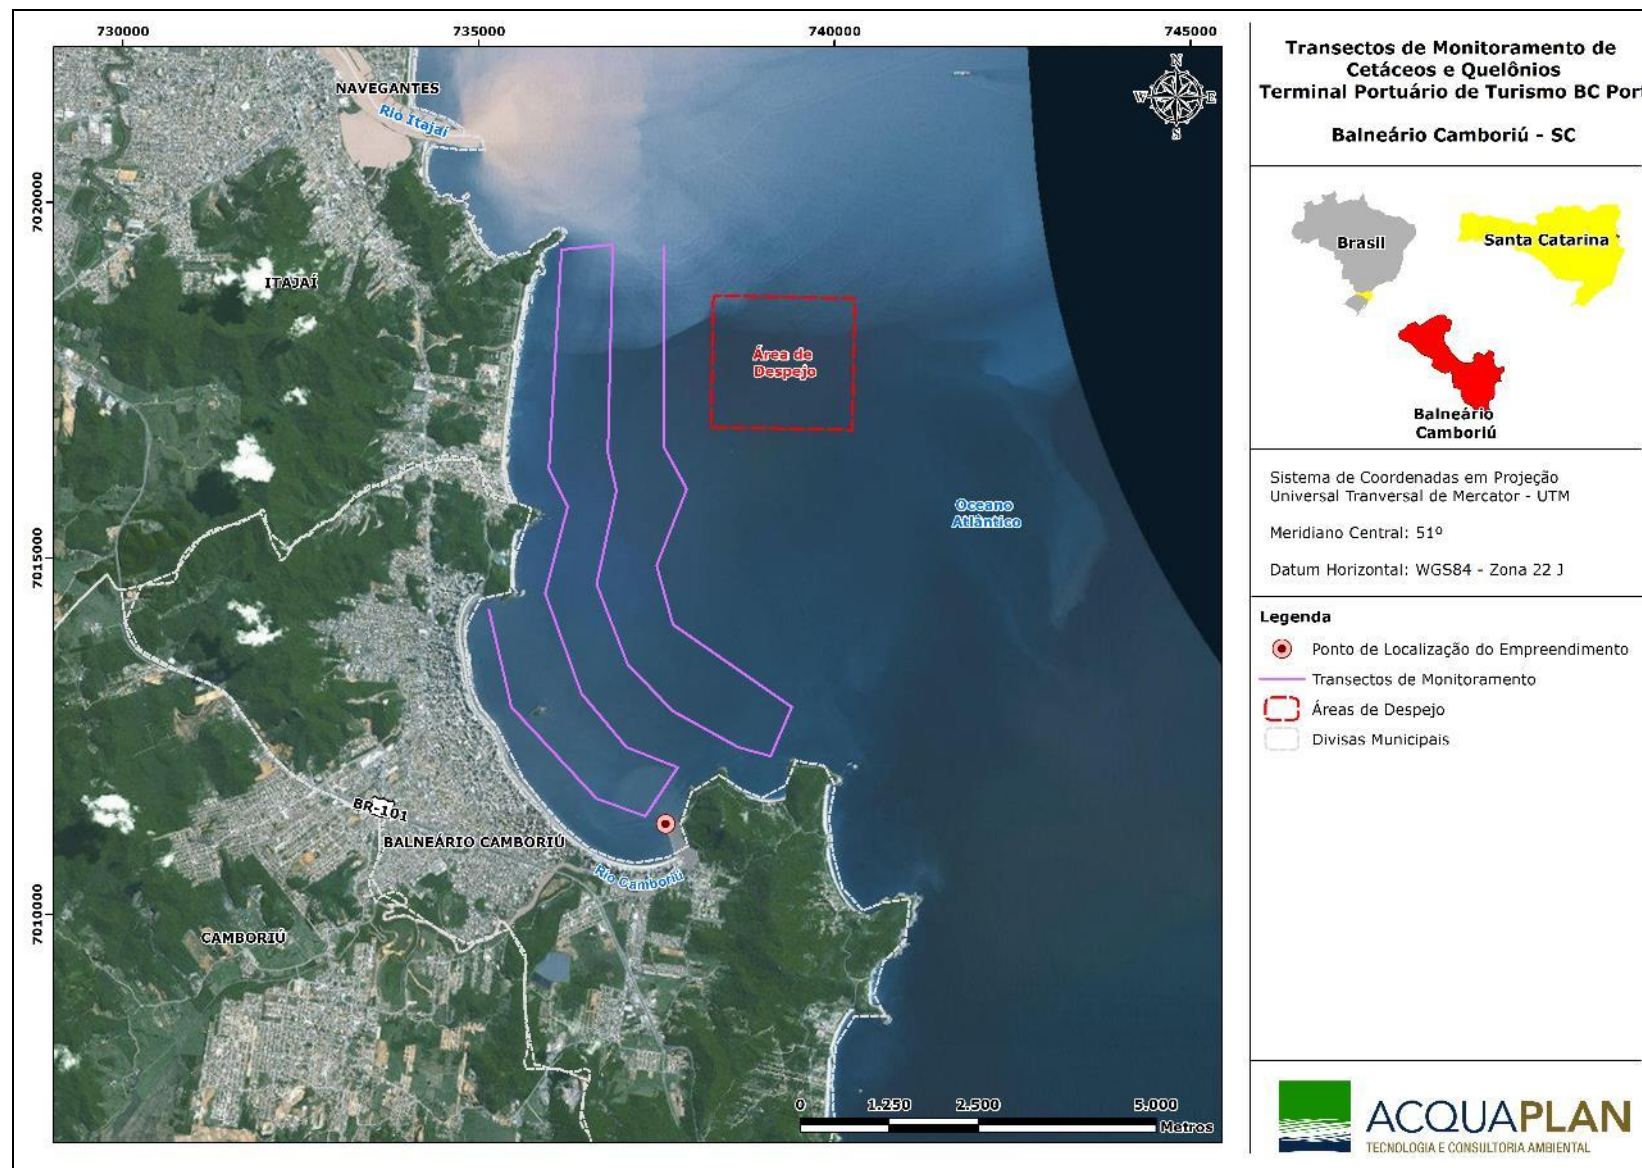 730000
735000
740000
745000
7020000
7015000
7010000
NAVEGANTES
Rio Itajaí
ITAJAÍ
Área de
Despejo
Oceano
Atlântico
BR-101
BALNEÁRIO CAMBORIÚ
Rio Camboriú
CAMBORIÚ
N
W
E
S
0
1.250
2.500
5.000
Metros
Transectos de Monitoramento de
Cetáceos e Quelônios
Terminal Portuário de Turismo BC Port
Balneário Camboriú - SC
Brasil
Santa Catarina
Balneário
Camboriú
Sistema de Coordenadas em Projeção
Universal Tranversal de Mercator - UTM
Meridiano Central: 51º
Datum Horizontal: WGS84 - Zona 22 J
Legenda
Ponto de Localização do Empreendimento
Transectos de Monitoramento
Áreas de Despejo
Divisas Municipais
ACQUAPLAN
TECNOLOGIA E CONSULTORIA AMBIENTAL